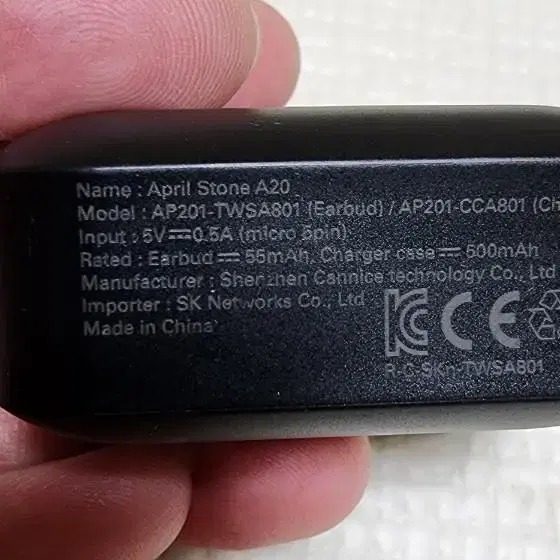 Name : April Stone A20
Model : AP201-TWSA801 (Earbud) / AP201-CCA801 (Ch
Input : 5V⎓0.5A (micro 5pin)
Rated : Earbud ⎓ 55mAh, Charger case ⎓ 500mAh
Manufacturer : Shenzhen Cannice technology Co., Ltd
Importer : SK Networks Co., Ltd
Made in China
KC CE
R-C-SKn-TWSA801